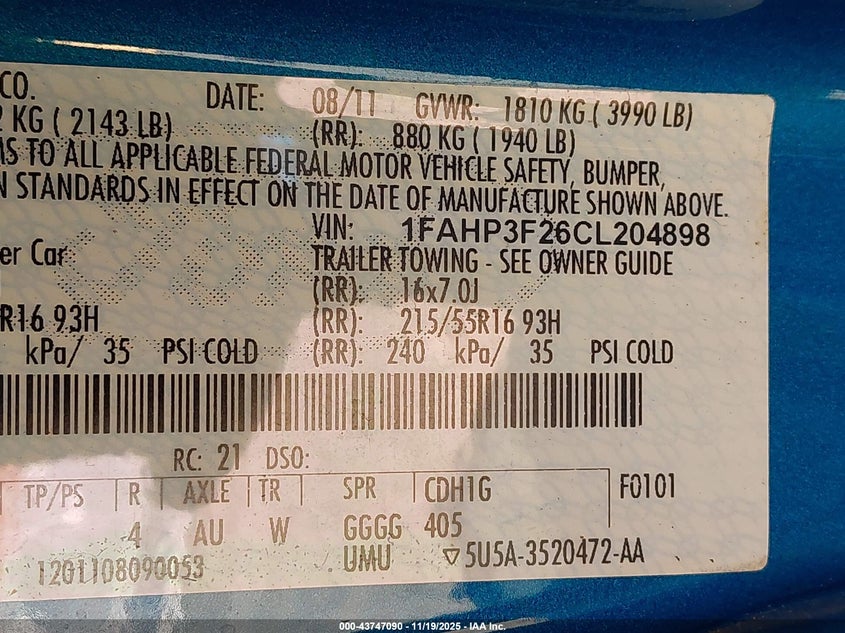 CO. DATE: 08/11 GVWR: 1810 KG ( 3990 LB)
KG ( 2143 LB) (RR): 880 KG ( 1940 LB)
MS TO ALL APPLICABLE FEDERAL MOTOR VEHICLE SAFETY, BUMPER,
N STANDARDS IN EFFECT ON THE DATE OF MANUFACTURE SHOWN ABOVE.
VIN: 1FAHP3F26CL204898
er Car TRAILER TOWING - SEE OWNER GUIDE
(RR): 16x7.0J
R16 93H (RR): 215/55R16 93H
kPa/ 35 PSI COLD (RR): 240 kPa/ 35 PSI COLD
RC: 21 DSO:
TP/PS R AXLE TR SPR CDH1G F0101
4 AU W GGGG 405
UMU ▽5U5A-3520472-AA
1201108090053
000-43747090 - 11/19/2025 - IAA Inc.